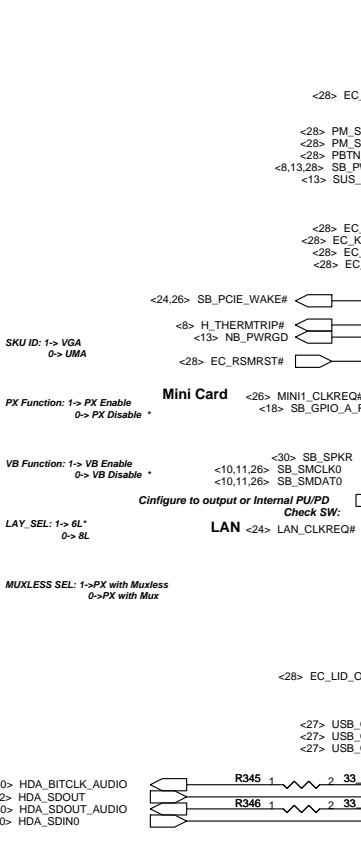 <28> EC_
<28> PM_S
<28> PM_S
<28> PBTN
<8,13,28> SB_PW
<13> SUS_
<28> EC_
<28> EC_K
<28> EC_
<28> EC_
<24,26> SB_PCIE_WAKE#
<8> H_THERMTRIP#
<13> NB_PWRGD
SKU ID: 1-> VGA
0-> UMA
<28> EC_RSMRST#
Mini Card <26> MINI1_CLKREQ#
PX Function: 1-> PX Enable
<18> SB_GPIO_A_
0-> PX Disable *
<30> SB_SPKR
VB Function: 1-> VB Enable
<10,11,26> SB_SMCLK0
0-> VB Disable *
<10,11,26> SB_SMDAT0
Cinfigure to output or Internal PU/PD
Check SW:
LAY_SEL: 1-> 6L*
LAN <24> LAN_CLKREQ#
0-> 8L
MUXLESS SEL: 1->PX with Muxless
0->PX with Mux
<28> EC_LID_O
<27> USB_
<27> USB_
<27> USB_
0> HDA_BITCLK_AUDIO R345 1 2 33_
2> HDA_SDOUT
0> HDA_SDOUT_AUDIO R346 1 2 33_
0> HDA_SDIN0